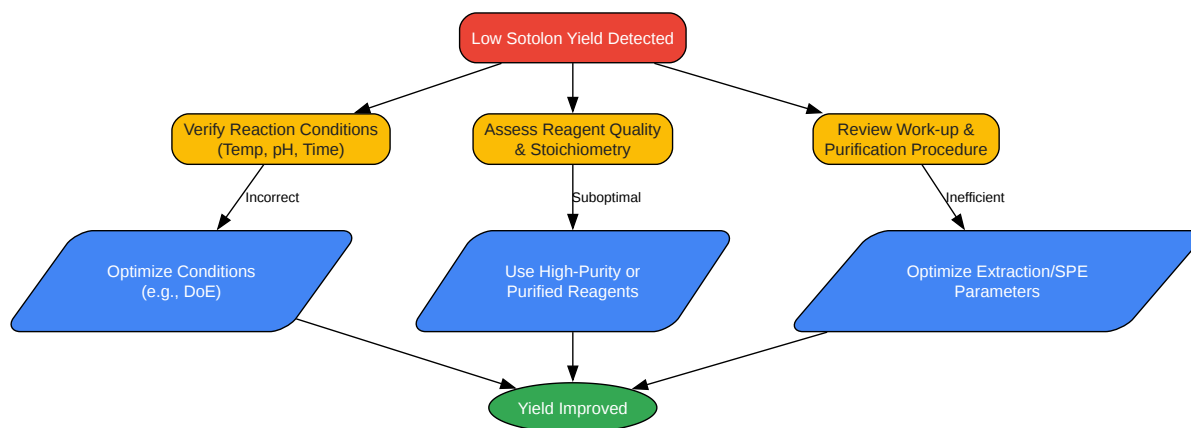 Low Sotolon Yield Detected
Verify Reaction Conditions
(Temp, pH, Time)
Assess Reagent Quality
& Stoichiometry
Review Work-up &
Purification Procedure
Incorrect
Suboptimal
Inefficient
Optimize Conditions
(e.g., DoE)
Use High-Purity or
Purified Reagents
Optimize Extraction/SPE
Parameters
Yield Improved